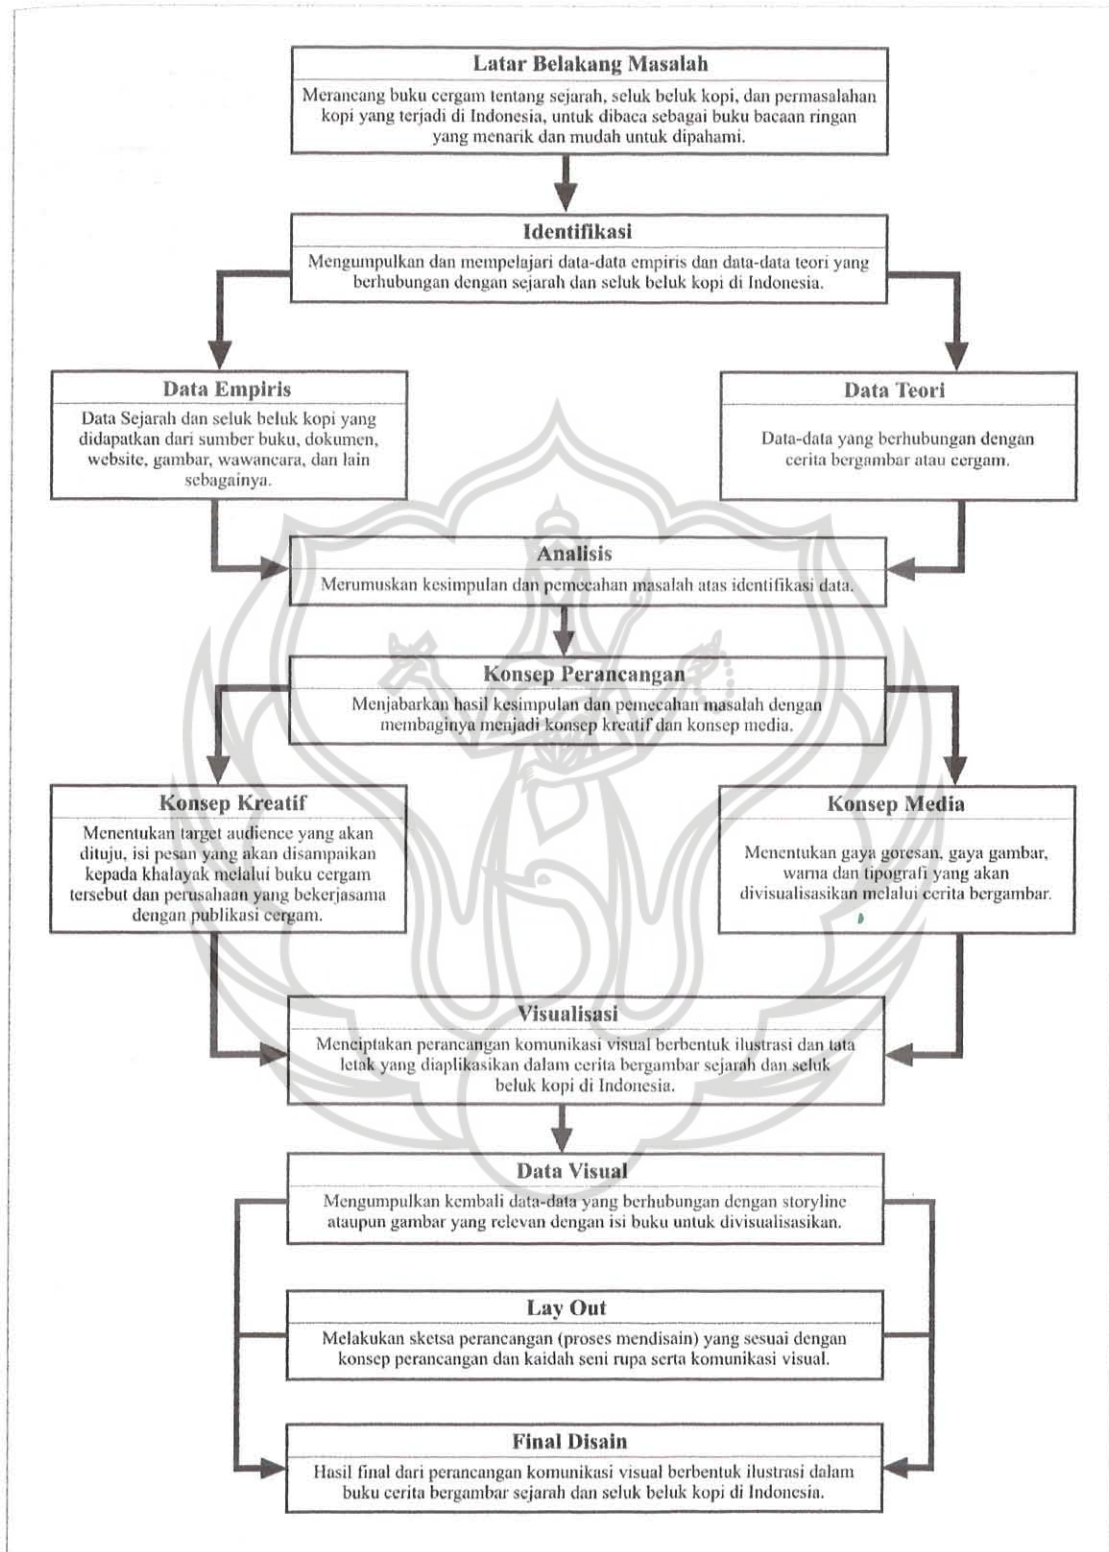 Latar Belakang Masalah
Merancang buku cergam tentang sejarah, seluk beluk kopi, dan permasalahan
kopi yang terjadi di Indonesia, untuk dibaca sebagai buku bacaan ringan
yang menarik dan mudah untuk dipahami.
Identifikasi
Mengumpulkan dan mempelajari data-data empiris dan data-data teori yang
berhubungan dengan sejarah dan seluk beluk kopi di Indonesia.
Data Empiris
Data Sejarah dan seluk beluk kopi yang
didapatkan dari sumber buku, dokumen,
website, gambar, wawancara, dan lain
sebagainya.
Data Teori
Data-data yang berhubungan dengan
cerita bergambar atau cergam.
Analisis
Merumuskan kesimpulan dan pemecahan masalah atas identifikasi data.
Konsep Perancangan
Menjabarkan hasil kesimpulan dan pemecahan masalah dengan
membaginya menjadi konsep kreatif dan konsep media.
Konsep Kreatif
Menentukan target audience yang akan
dituju, isi pesan yang akan disampaikan
kepada khalayak melalui buku cergam
tersebut dan perusahaan yang bekerjasama
dengan publikasi cergam.
Konsep Media
Menentukan gaya goresan, gaya gambar,
warna dan tipografi yang akan
divisualisasikan melalui cerita bergambar.
Visualisasi
Menciptakan perancangan komunikasi visual berbentuk ilustrasi dan tata
letak yang diaplikasikan dalam cerita bergambar sejarah dan seluk
beluk kopi di Indonesia.
Data Visual
Mengumpulkan kembali data-data yang berhubungan dengan storyline
ataupun gambar yang relevan dengan isi buku untuk divisualisasikan.
Lay Out
Melakukan sketsa perancangan (proses mendisain) yang sesuai dengan
konsep perancangan dan kaidah seni rupa serta komunikasi visual.
Final Disain
Hasil final dari perancangan komunikasi visual berbentuk ilustrasi dalam
buku cerita bergambar sejarah dan seluk beluk kopi di Indonesia.